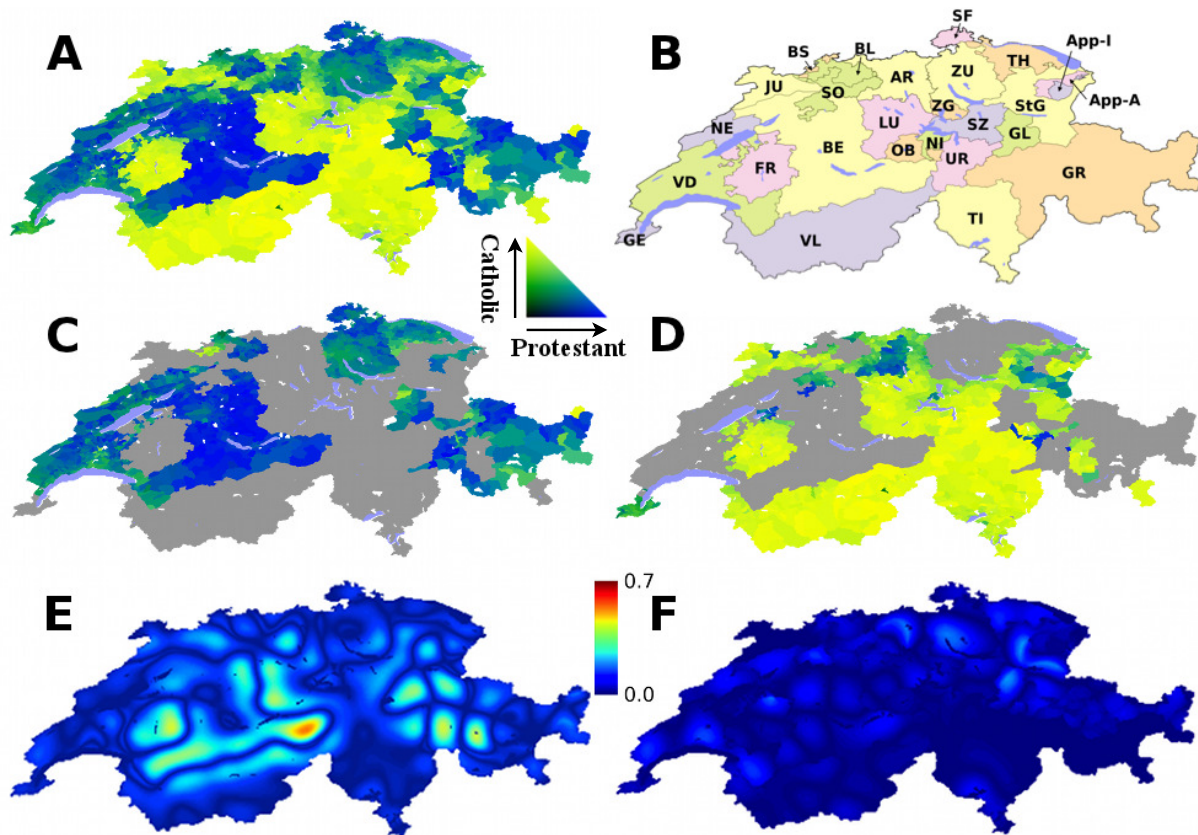 A
B
SF
BS
BL
App-I
JU
SO
AR
ZU
TH
App-A
NE
LU
ZG
StG
SZ
BE
OB
NI
GL
FR
UR
VD
GR
GE
VL
TI
Catholic
Protestant
C
D
E
0.7
0.0
F